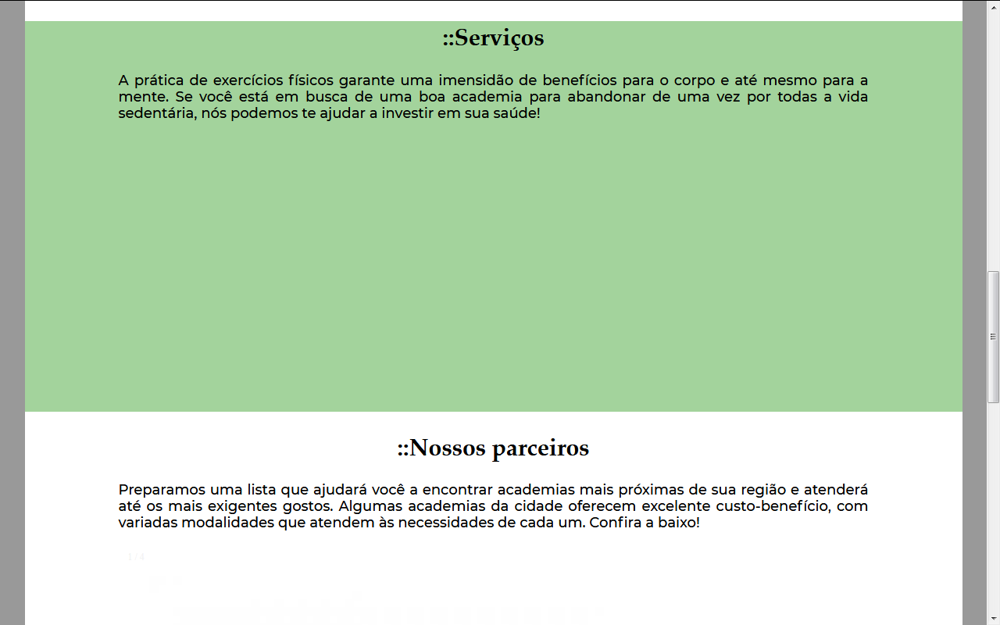 ::Serviços
A prática de exercícios físicos garante uma imensidão de benefícios para o corpo e até mesmo para a
mente. Se você está em busca de uma boa academia para abandonar de uma vez por todas a vida
sedentária, nós podemos te ajudar a investir em sua saúde!
::Nossos parceiros
Preparamos uma lista que ajudará você a encontrar academias mais próximas de sua região e atenderá
até os mais exigentes gostos. Algumas academias da cidade oferecem excelente custo-benefício, com
variadas modalidades que atendem às necessidades de cada um. Confira a baixo!